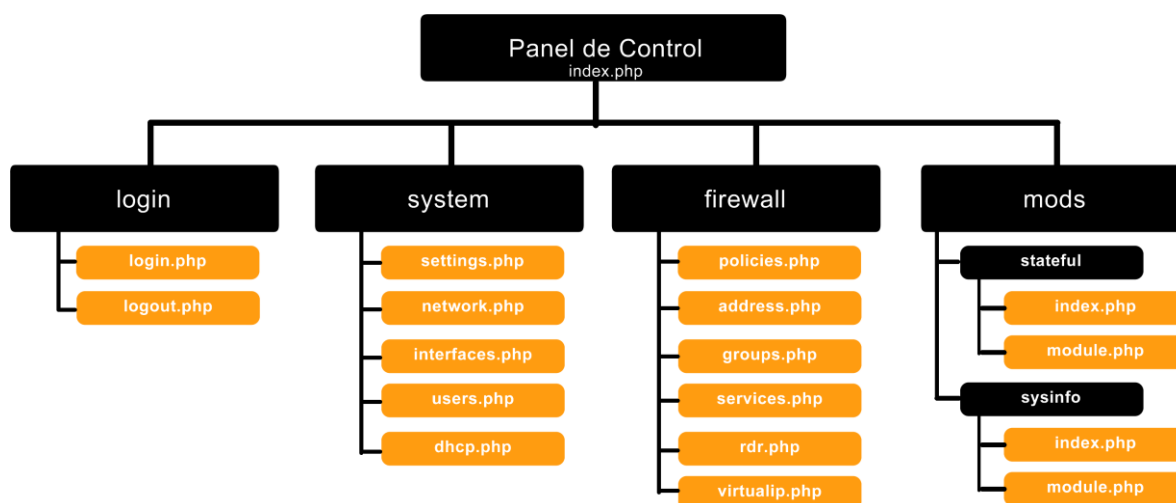 Panel de Control
index.php
login
login.php
logout.php
system
settings.php
network.php
interfaces.php
users.php
dhcp.php
firewall
policies.php
address.php
groups.php
services.php
rdr.php
virtualip.php
mods
stateful
index.php
module.php
sysinfo
index.php
module.php